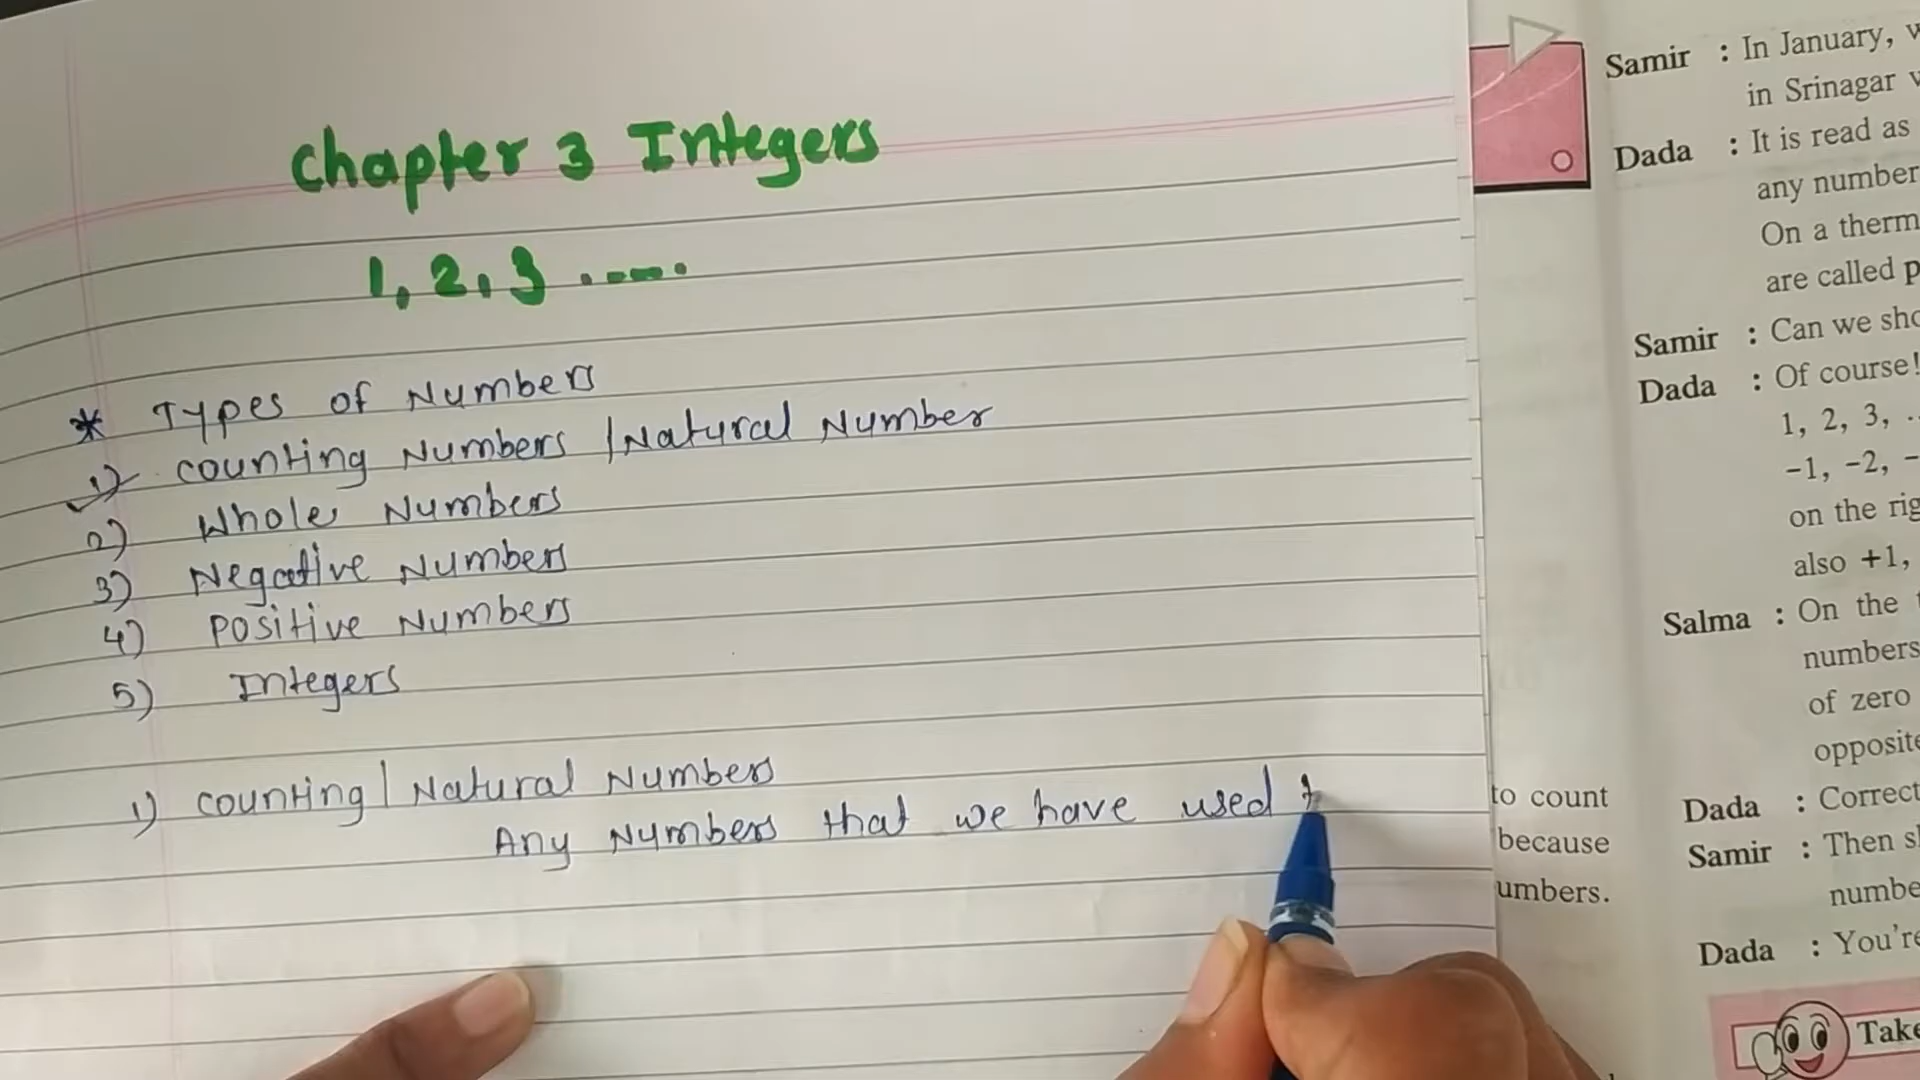 Chapter 3 Integers
1, 2, 3 .....
* Types of Numbers
1) Counting Numbers / Natural Number
2) Whole Numbers
3) Negative Numbers
4) Positive Numbers
5) Integers
1) Counting / Natural Numbers
Any Numbers that we have used t
to count
because
umbers.
Samir : In January, w
in Srinagar w
Dada : It is read as
any number
On a therm
are called p
Samir : Can we sho
Dada : Of course!
1, 2, 3, ..
-1, -2, -
on the rig
also +1,
Salma : On the t
numbers
of zero
opposite
Dada : Correct
Samir : Then sh
numbe
Dada : You're
Take